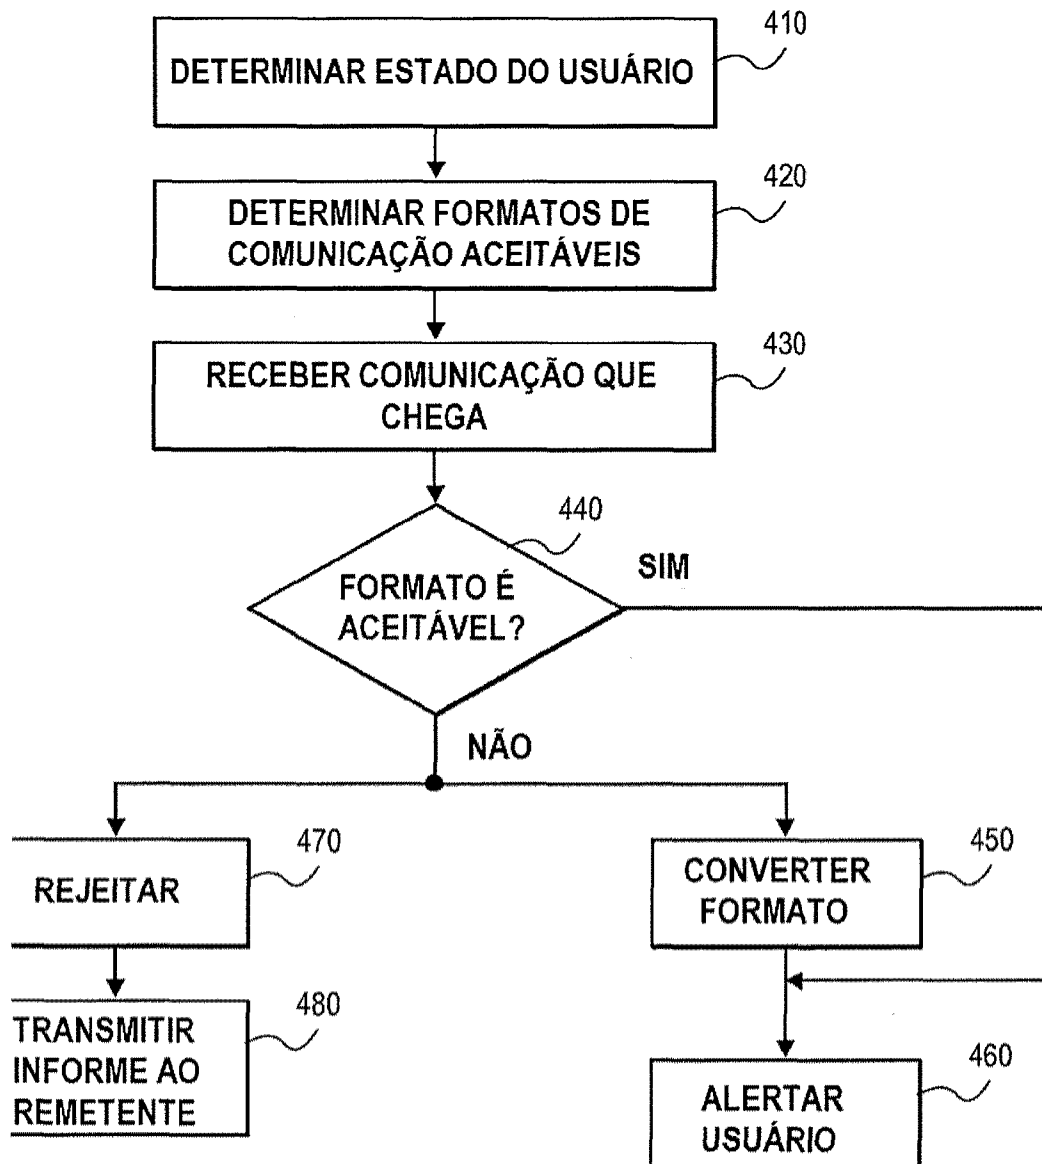 410
DETERMINAR ESTADO DO USUÁRIO
420
DETERMINAR FORMATOS DE
COMUNICAÇÃO ACEITÁVEIS
430
RECEBER COMUNICAÇÃO QUE
CHEGA
440
FORMATO É
ACEITÁVEL?
SIM
NÃO
470
REJEITAR
450
CONVERTER
FORMATO
480
TRANSMITIR
INFORME AO
REMETENTE
460
ALERTAR
USUÁRIO